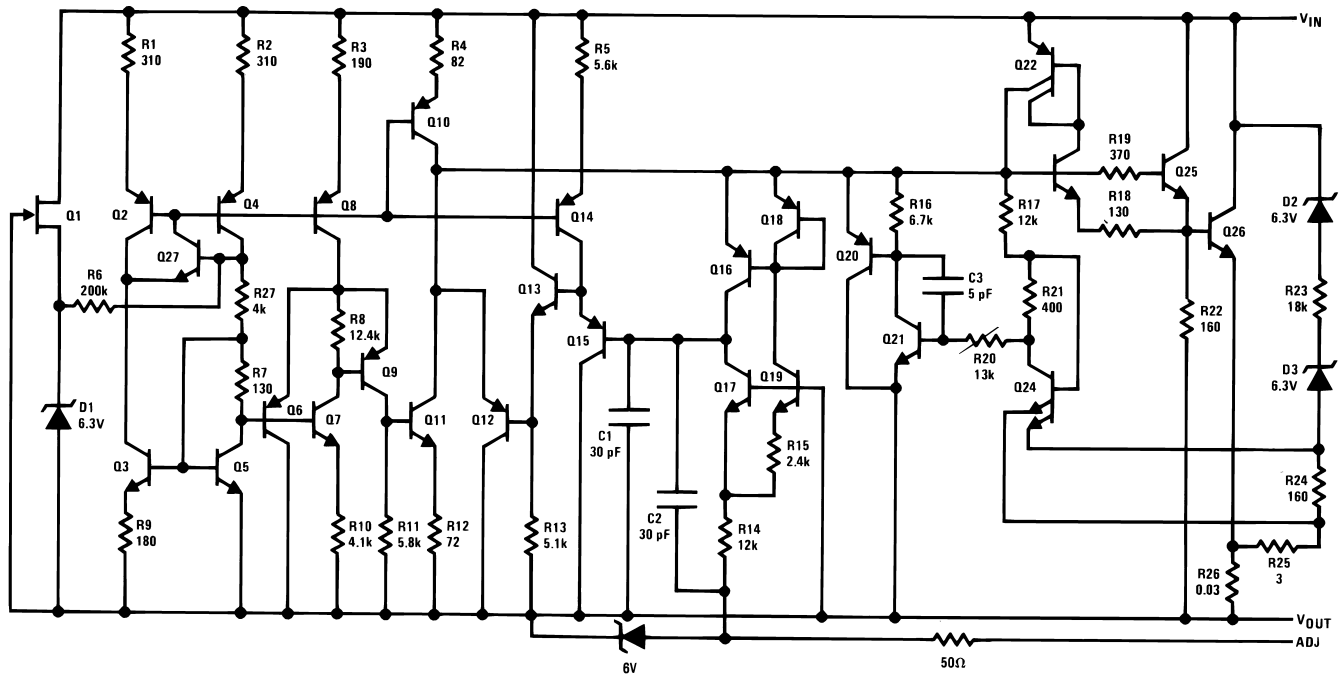 V_IN
R1
310
R2
310
R3
190
R4
82
R5
5.6k
Q22
Q10
R19
370
Q25
R18
130
Q1
Q2
Q4
Q8
Q14
Q18
R16
6.7k
R17
12k
Q26
D2
6.3V
Q27
Q16
Q20
R6
200k
R27
4k
Q13
C3
5 pF
R8
12.4k
R21
400
R22
160
R23
18k
Q15
Q9
Q21
R20
13k
R7
130
Q17
Q19
Q24
D3
6.3V
D1
6.3V
Q6
Q7
Q11
Q12
C1
30 pF
R15
2.4k
Q3
Q5
R24
160
R9
180
R10
4.1k
R11
5.8k
R12
72
R13
5.1k
C2
30 pF
R14
12k
R25
3
R26
0.03
V_OUT
ADJ
6V
50Ω